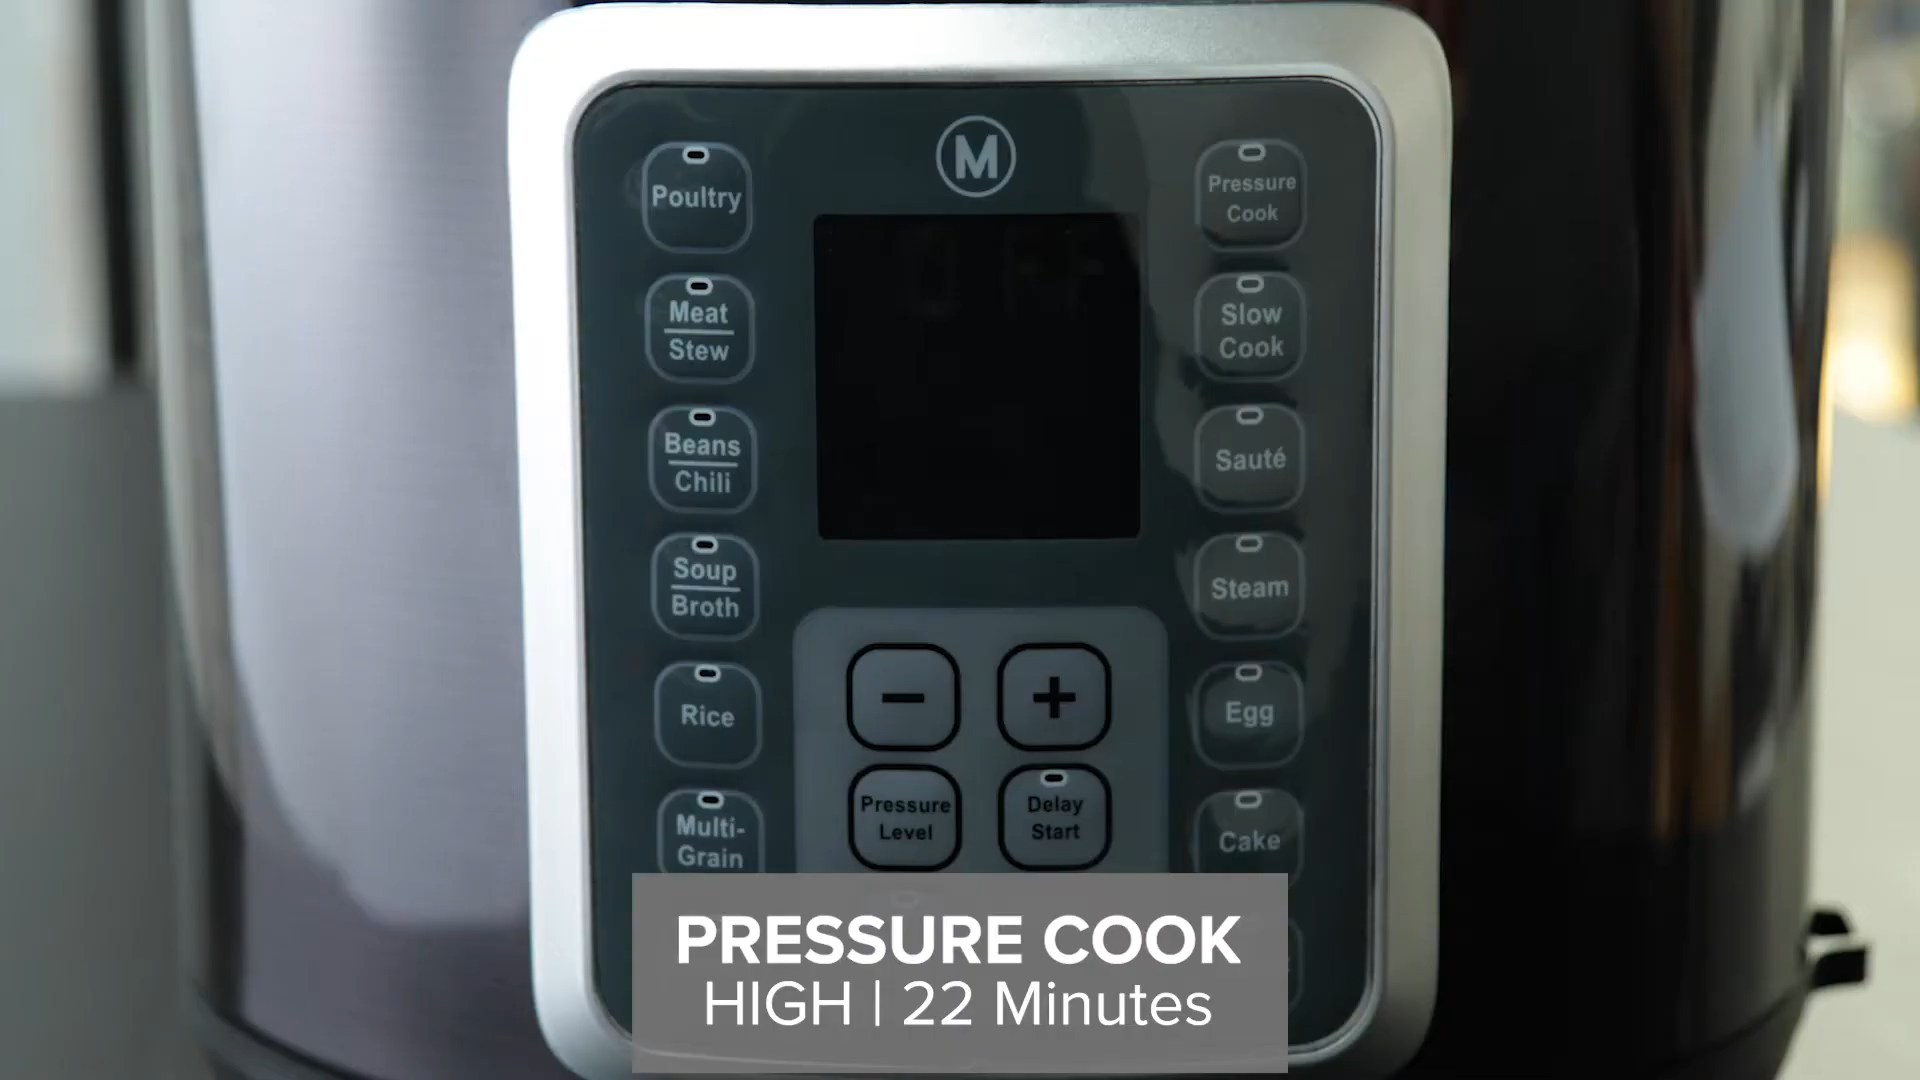 M
Poultry
Meat
Stew
Beans
Chili
Soup
Broth
Rice
Multi-
Grain
Pressure
Cook
Slow
Cook
Sauté
Steam
Egg
Cake
−
+
Pressure
Level
Delay
Start
PRESSURE COOK
HIGH | 22 Minutes